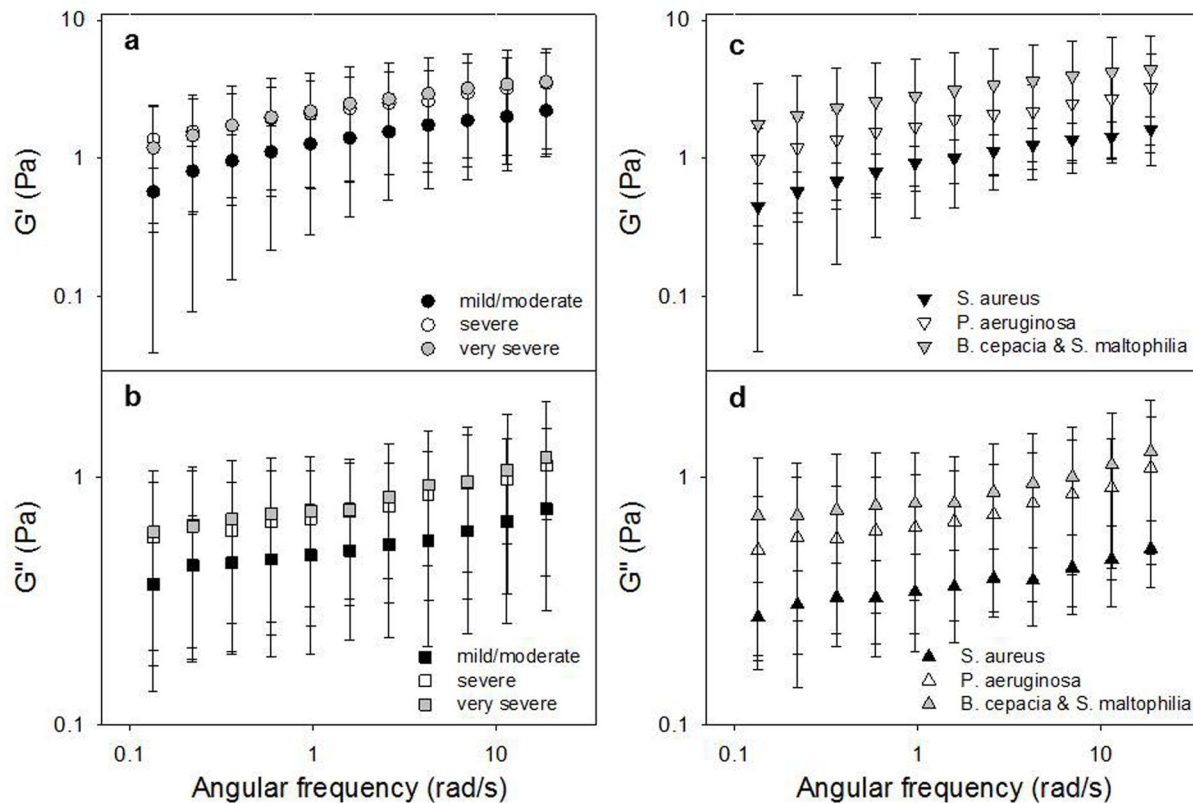 a
10
1
0.1
G' (Pa)
mild/moderate
severe
very severe
b
1
0.1
G" (Pa)
mild/moderate
severe
very severe
0.1 1 10
Angular frequency (rad/s)
c
10
1
0.1
G' (Pa)
S. aureus
P. aeruginosa
B. cepacia & S. maltophilia
d
1
0.1
G" (Pa)
S. aureus
P. aeruginosa
B. cepacia & S. maltophilia
0.1 1 10
Angular frequency (rad/s)